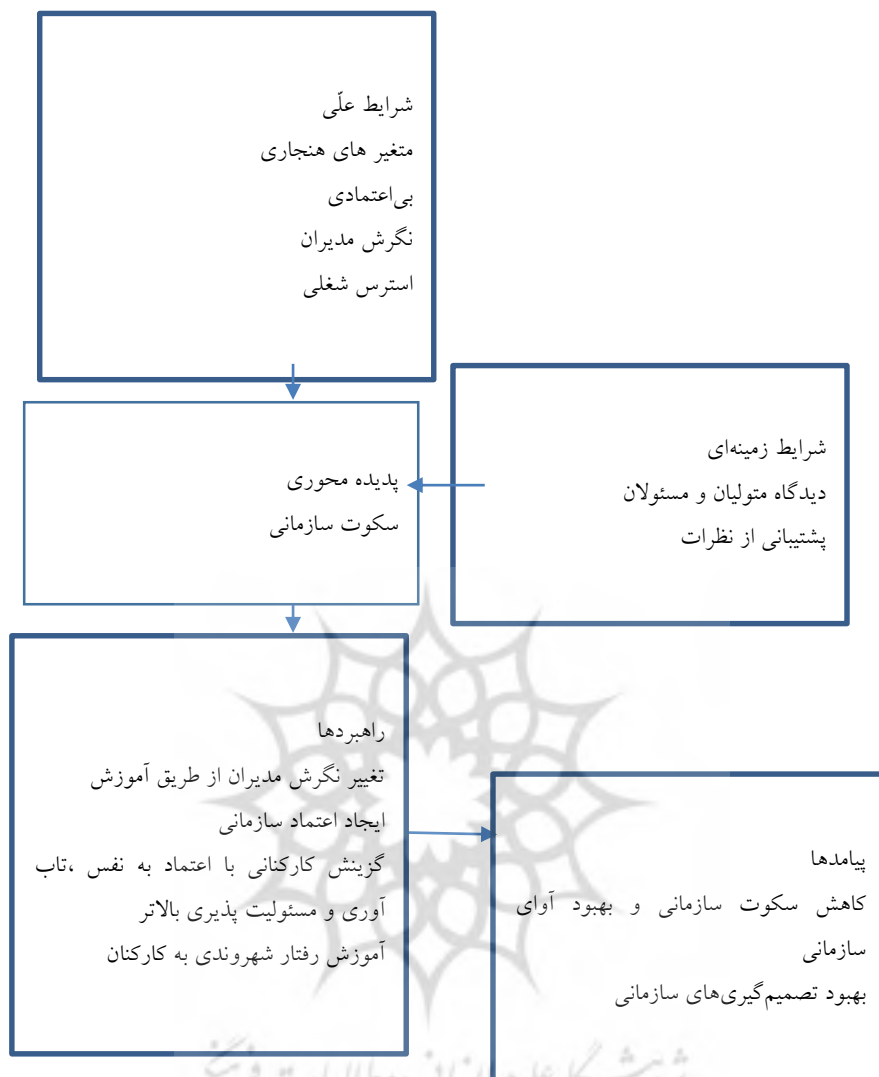 شرایط علّی
متغیر های هنجاری
بی‌اعتمادی
نگرش مدیران
استرس شغلی
شرایط زمینه‌ای
دیدگاه متولیان و مسئولان
پشتیبانی از نظرات
پدیده محوری
سکوت سازمانی
راهبردها
تغییر نگرش مدیران از طریق آموزش
ایجاد اعتماد سازمانی
گزینش کارکنانی با اعتماد به نفس ،تاب
آوری و مسئولیت پذیری بالاتر
آموزش رفتار شهروندی به کارکنان
پیامدها
کاهش سکوت سازمانی و بهبود آوای
سازمانی
بهبود تصمیم‌گیری‌های سازمانی